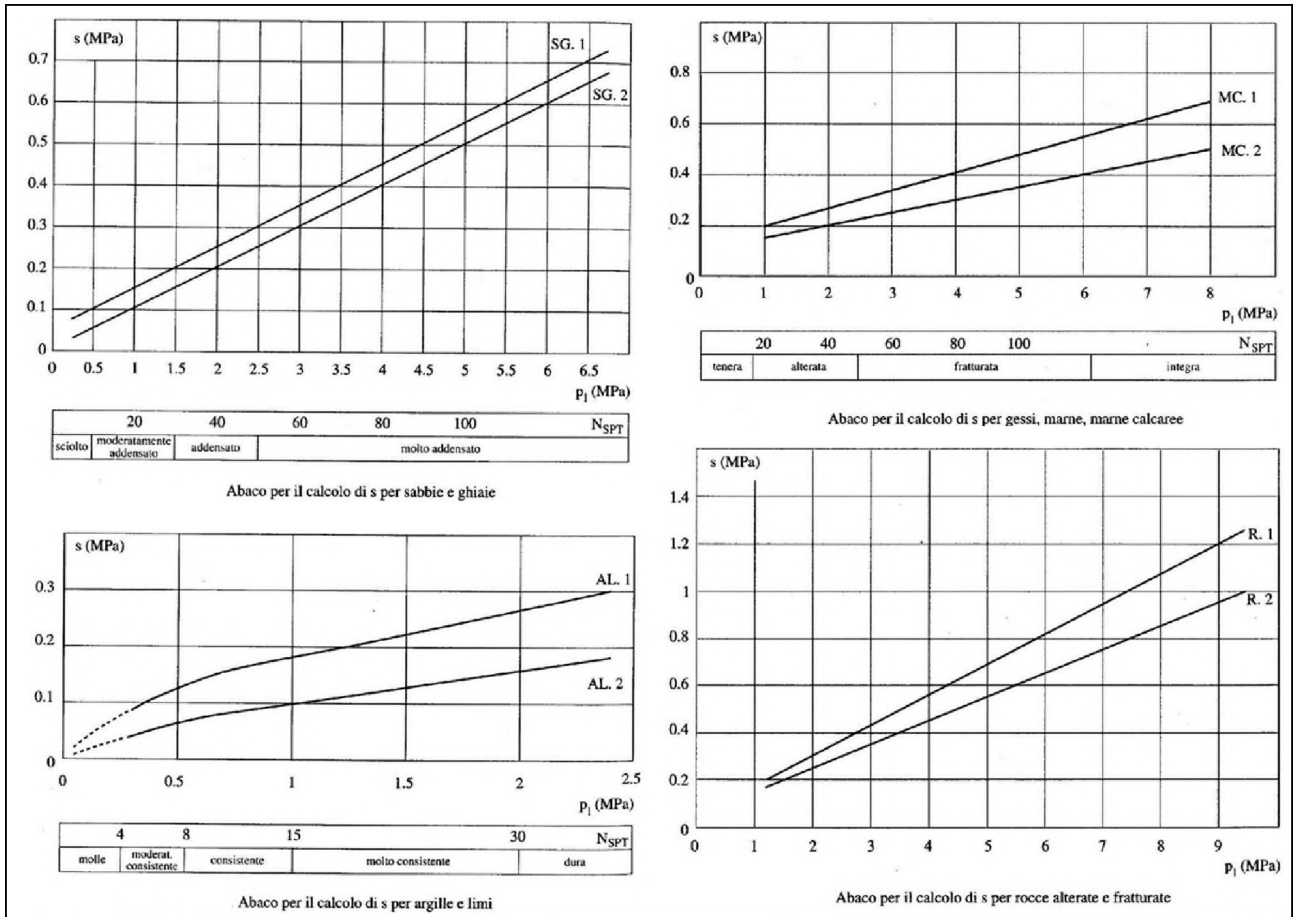 s (MPa)
0.7
0.6
0.5
0.4
0.3
0.2
0.1
0
SG. 1
SG. 2
0 0.5 1 1.5 2 2.5 3 3.5 4 4.5 5 5.5 6 6.5
p₁ (MPa)
20 40 60 80 100 N_SPT
sciolto moderatamente addensato addensato molto addensato
Abaco per il calcolo di s per sabbie e ghiaie
s (MPa)
0.8
0.6
0.4
0.2
0
MC. 1
MC. 2
0 1 2 3 4 5 6 7 8
p₁ (MPa)
20 40 60 80 100 N_SPT
tenera alterata fratturata integra
Abaco per il calcolo di s per gessi, marne, marne calcaree
s (MPa)
0.3
0.2
0.1
0
AL. 1
AL. 2
0 0.5 1 1.5 2 2.5
p₁ (MPa)
4 8 15 30 N_SPT
molle moderat. consistente consistente molto consistente dura
Abaco per il calcolo di s per argille e limi
s (MPa)
1.4
1.2
1
0.8
0.6
0.4
0.2
0
R. 1
R. 2
0 1 2 3 4 5 6 7 8 9
p₁ (MPa)
Abaco per il calcolo di s per rocce alterate e fratturate